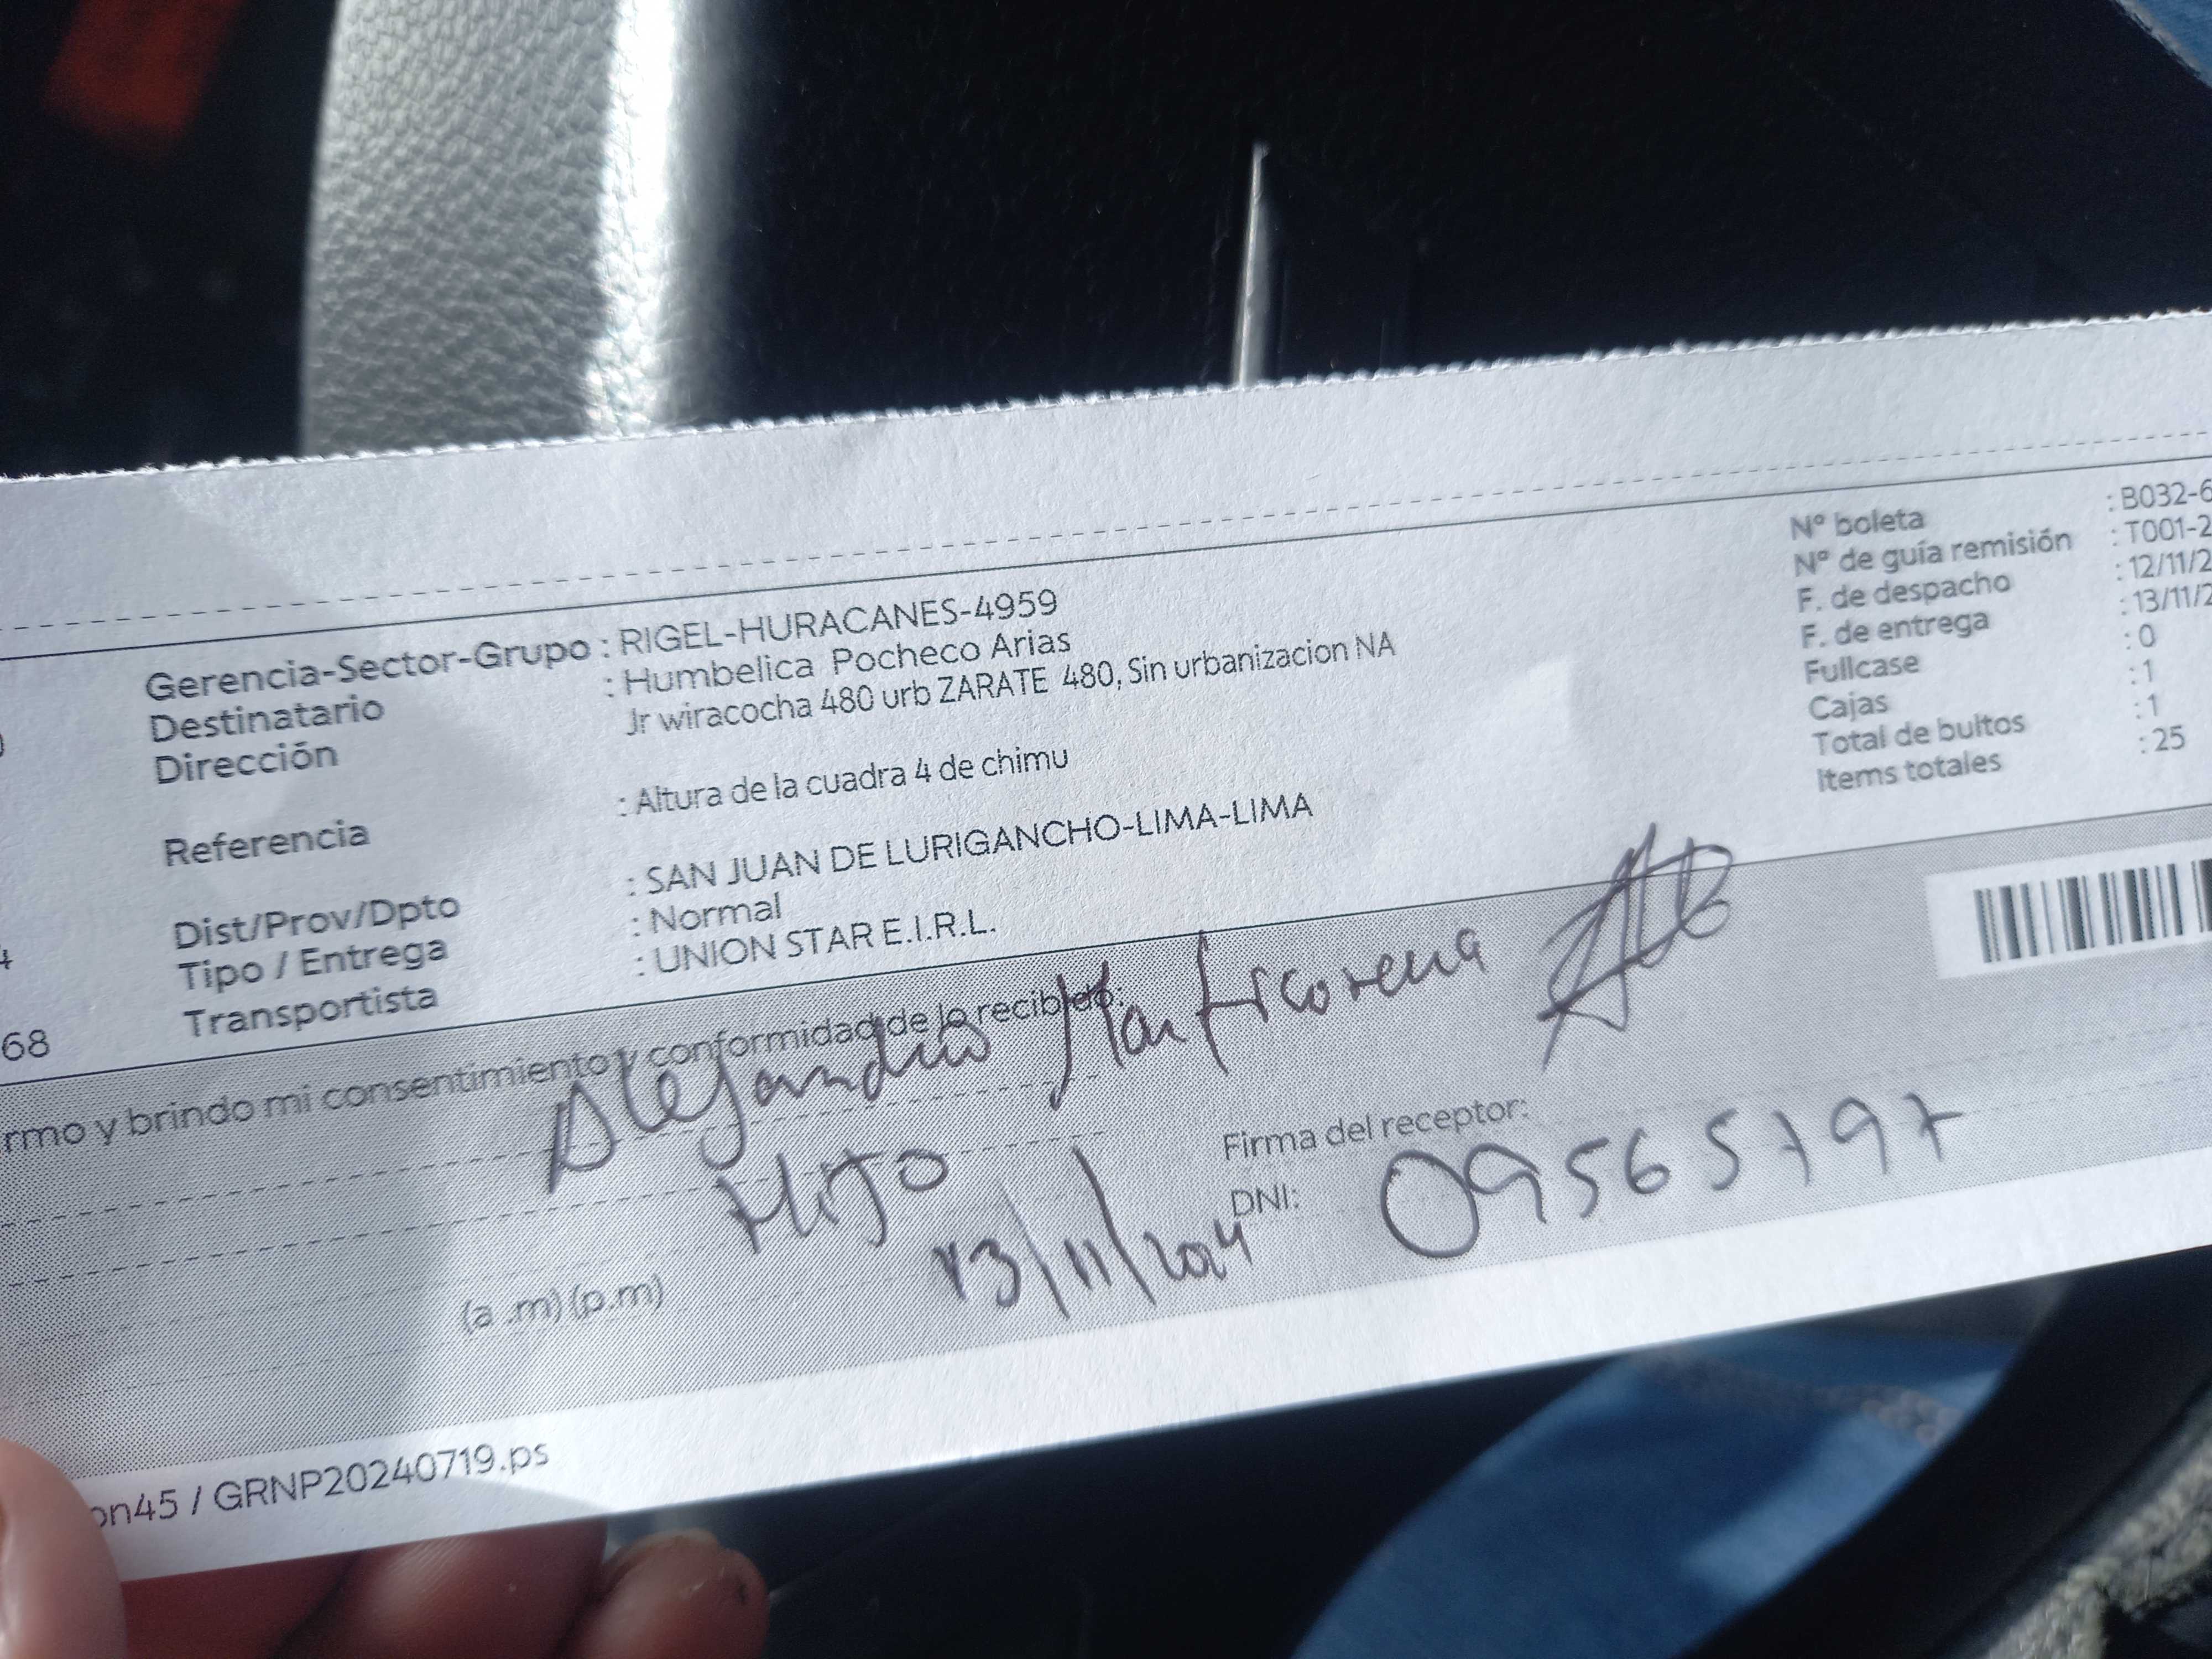 Gerencia-Sector-Grupo : RIGEL-HURACANES-4959
Destinatario : Humbelica Pocheco Arias
Dirección Jr wiracocha 480 urb ZARATE 480, Sin urbanizacion NA
Referencia : Altura de la cuadra 4 de chimu
Dist/Prov/Dpto : SAN JUAN DE LURIGANCHO-LIMA-LIMA
Tipo / Entrega : Normal
68 Transportista : UNION STAR E.I.R.L.
Nº boleta : B032-6
Nº de guía remisión : T001-2
F. de despacho : 12/11/2
F. de entrega : 13/11/2
Fullcase : 0
Cajas : 1
Total de bultos : 1
Items totales : 25
rmo y brindo mi consentimiento y conformidad de lo recibido.
Alejandro Manticorena
Hijo
Firma del receptor:
DNI: 09565797
13/11/2024
(a .m) (p.m)
on45 / GRNP20240719.ps